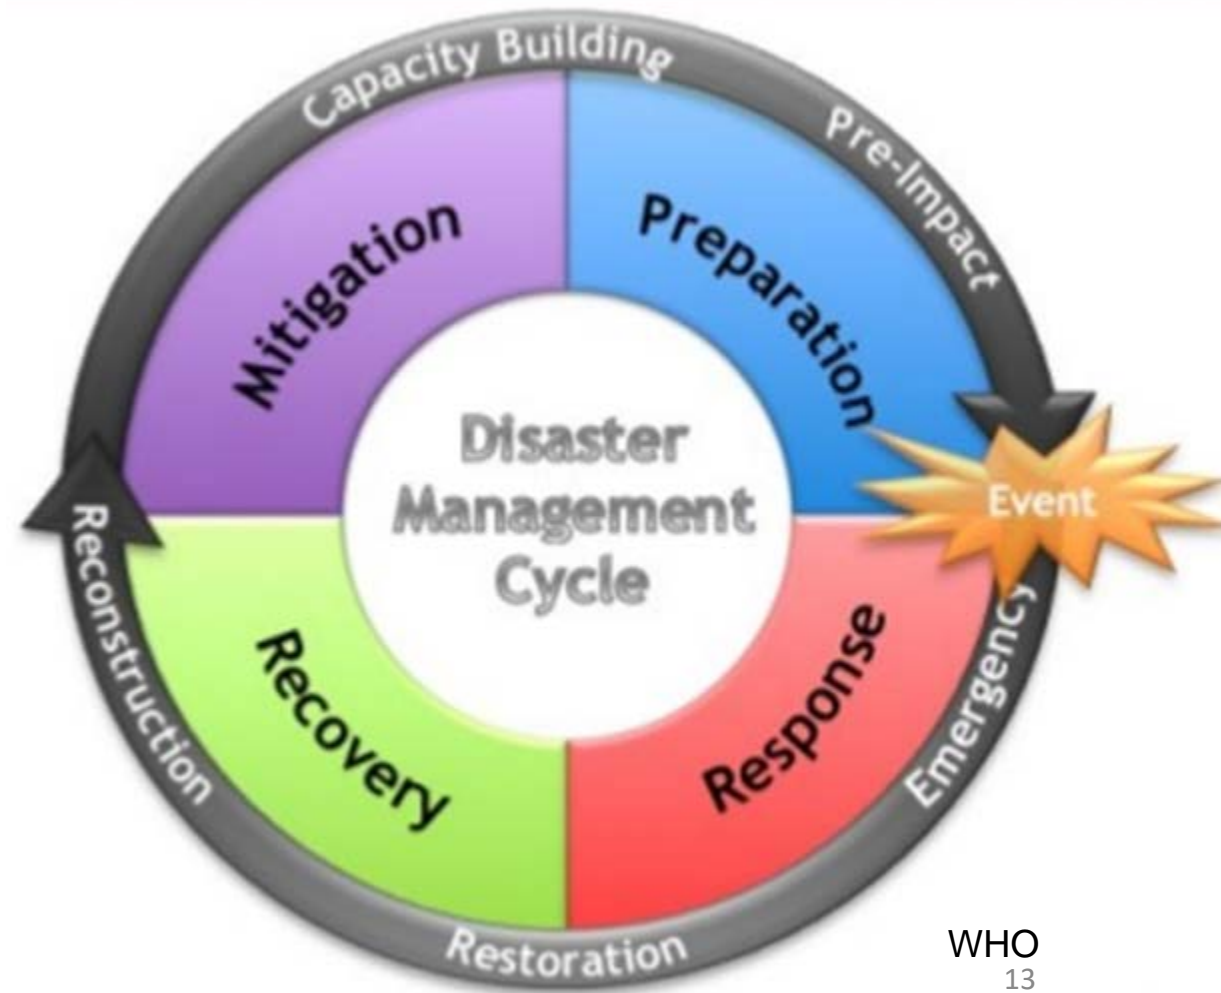 Capacity Building
Pre-Impact
Mitigation
Preparation
Disaster
Management
Cycle
Event
Reconstruction
Recovery
Response
Emergency
Restoration
WHO
13